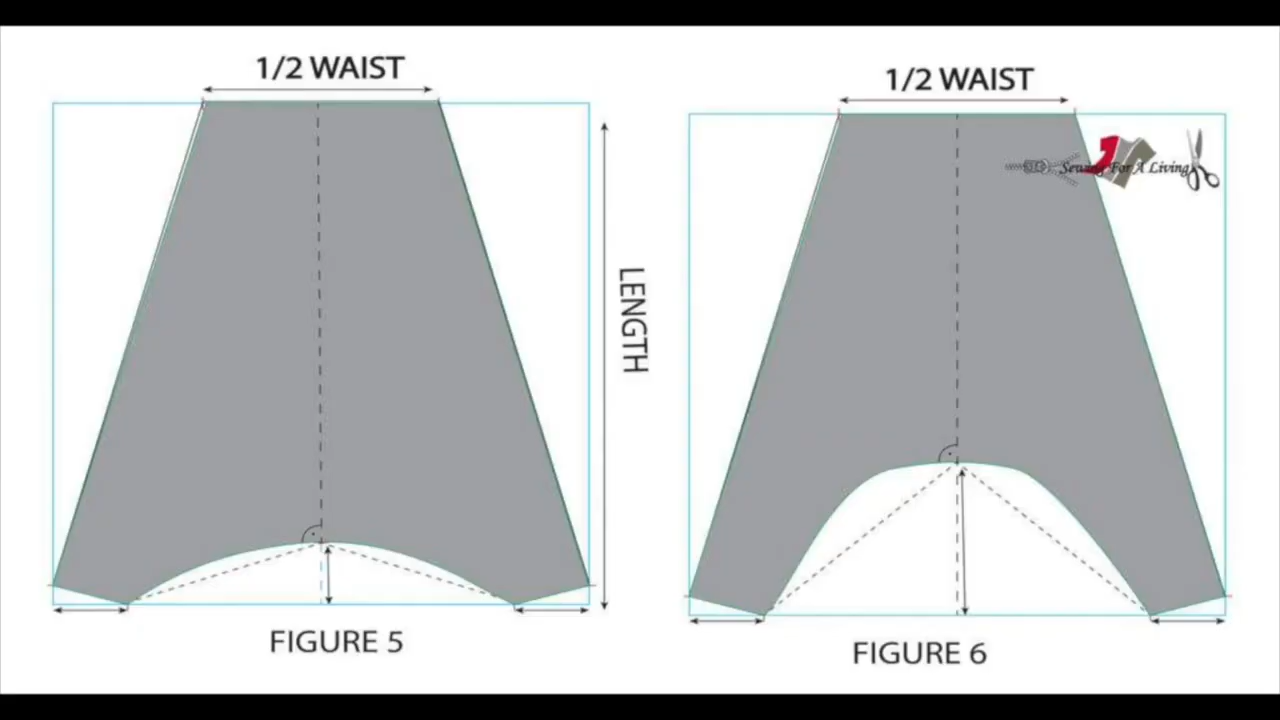 1/2 WAIST
LENGTH
FIGURE 5
1/2 WAIST
Sewing For A Living
FIGURE 6